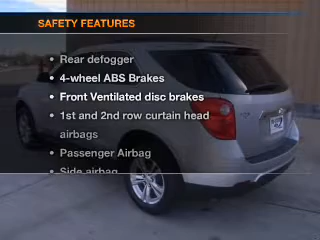 SAFETY FEATURES
• Rear defogger
• 4-wheel ABS Brakes
• Front Ventilated disc brakes
• 1st and 2nd row curtain head
airbags
• Passenger Airbag
• Side airbag